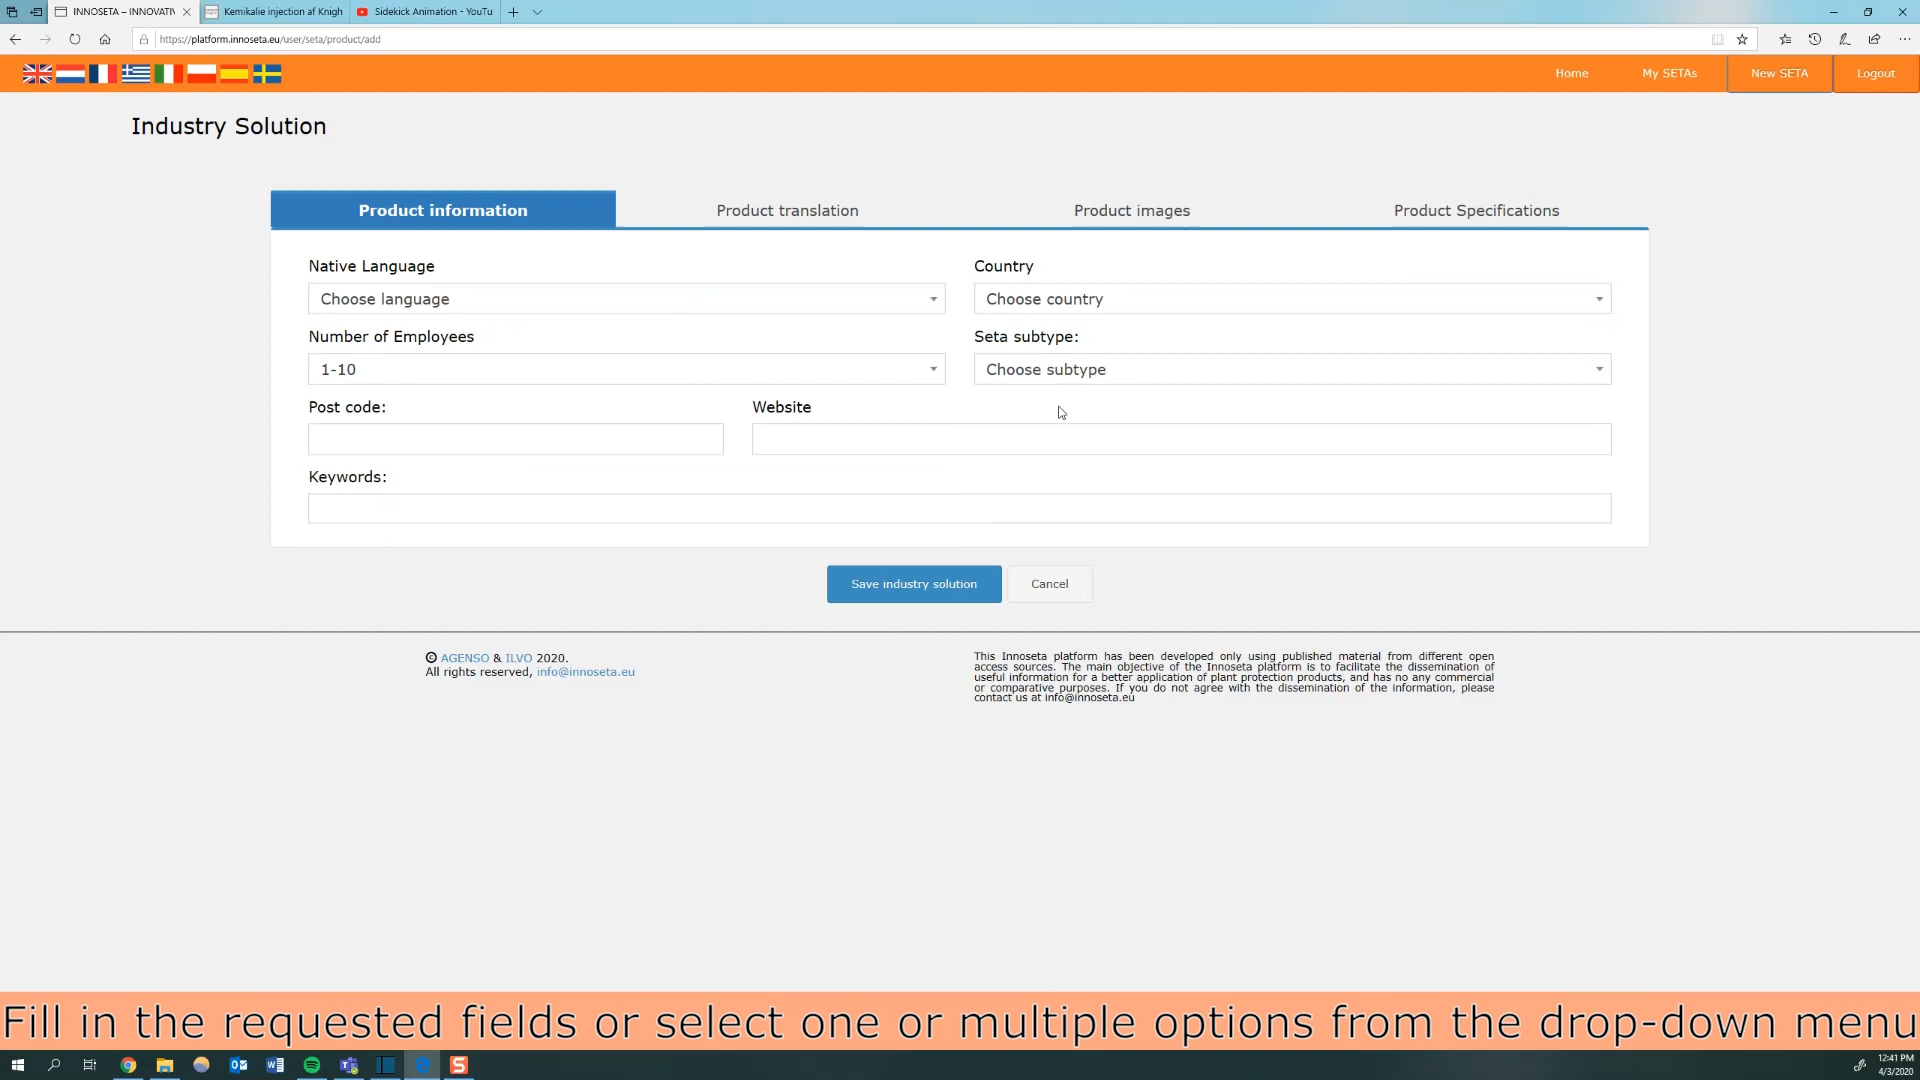 INNOSETA – INNOVATIV
Kemikalie injection af Knigh
Sidekick Animation - YouTu
https://platform.innoseta.eu/user/seta/product/add
Home
My SETAs
New SETA
Logout
Industry Solution
Product information
Product translation
Product images
Product Specifications
Native Language
Country
Choose language
Choose country
Number of Employees
Seta subtype:
1-10
Choose subtype
Post code:
Website
Keywords:
Save industry solution
Cancel
© AGENSO & ILVO 2020.
All rights reserved, info@innoseta.eu
This Innoseta platform has been developed only using published material from different open
access sources. The main objective of the Innoseta platform is to facilitate the dissemination of
useful information for a better application of plant protection products, and has no any commercial
or comparative purposes. If you do not agree with the dissemination of the information, please
contact us at info@innoseta.eu
Fill in the requested fields or select one or multiple options from the drop-down menu
12:41 PM
4/3/2020